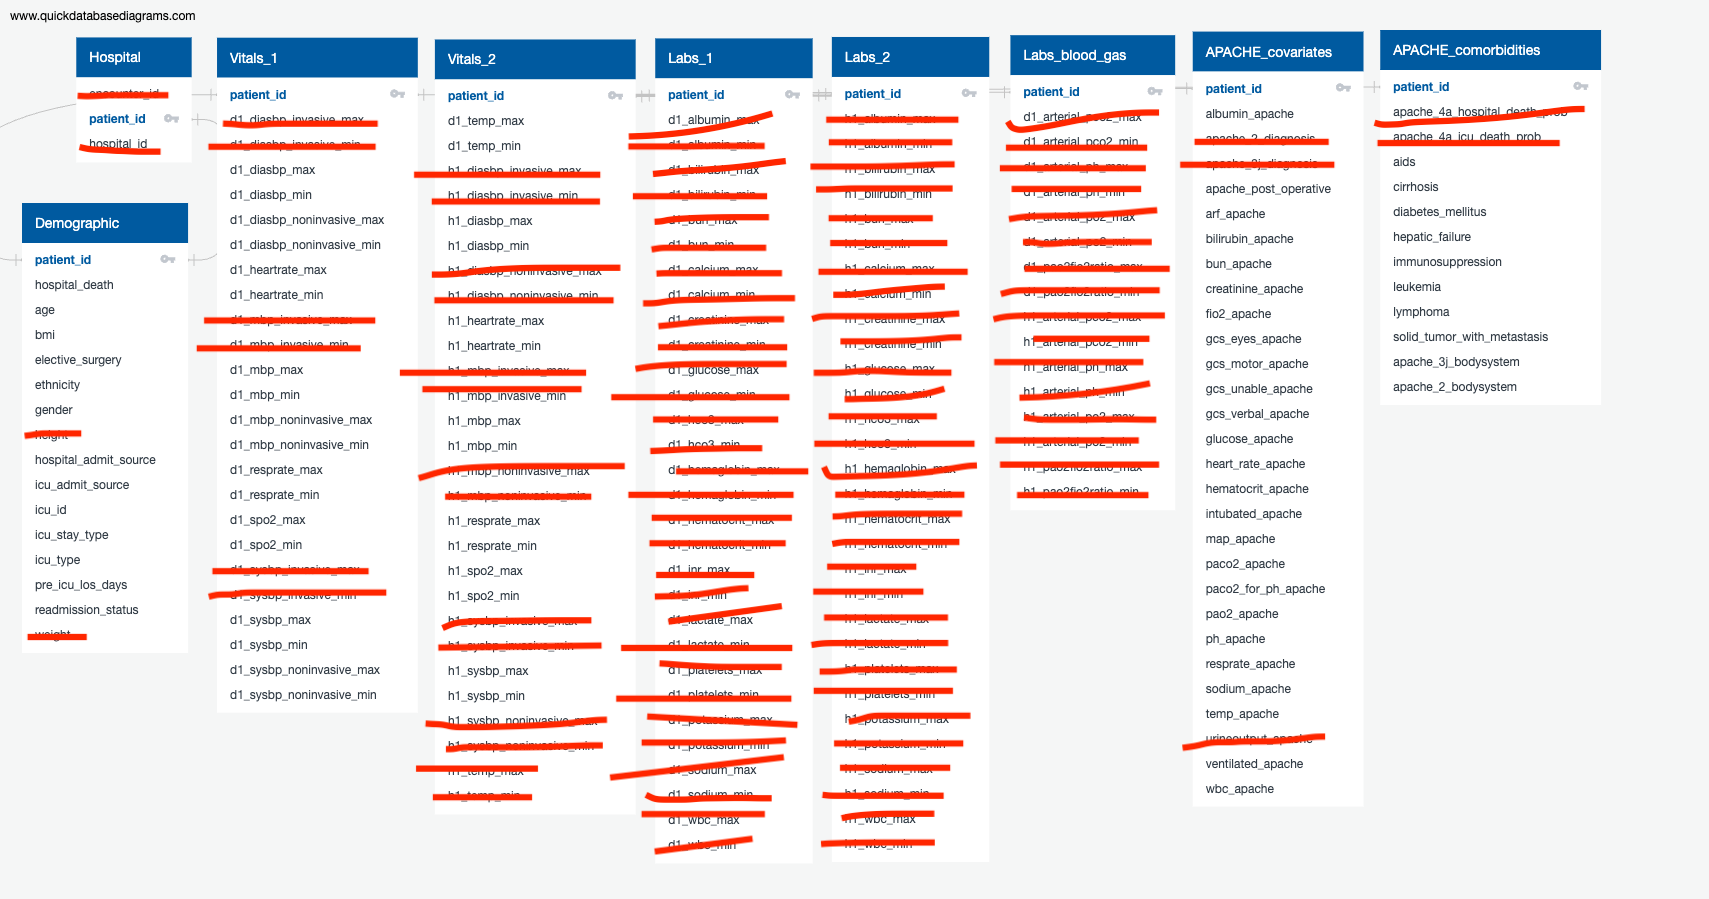 www.quickdatabasediagrams.com
Hospital
encounter_id
patient_id
hospital_id
Demographic
patient_id
hospital_death
age
bmi
elective_surgery
ethnicity
gender
height
hospital_admit_source
icu_admit_source
icu_id
icu_stay_type
icu_type
pre_icu_los_days
readmission_status
weight
Vitals_1
patient_id
d1_diasbp_invasive_max
d1_diasbp_invasive_min
d1_diasbp_max
d1_diasbp_min
d1_diasbp_noninvasive_max
d1_diasbp_noninvasive_min
d1_heartrate_max
d1_heartrate_min
d1_mbp_invasive_max
d1_mbp_invasive_min
d1_mbp_max
d1_mbp_min
d1_mbp_noninvasive_max
d1_mbp_noninvasive_min
d1_resprate_max
d1_resprate_min
d1_spo2_max
d1_spo2_min
d1_sysbp_invasive_max
d1_sysbp_invasive_min
d1_sysbp_max
d1_sysbp_min
d1_sysbp_noninvasive_max
d1_sysbp_noninvasive_min
Vitals_2
patient_id
d1_temp_max
d1_temp_min
h1_diasbp_invasive_max
h1_diasbp_invasive_min
h1_diasbp_max
h1_diasbp_min
h1_diasbp_noninvasive_max
h1_diasbp_noninvasive_min
h1_heartrate_max
h1_heartrate_min
h1_mbp_invasive_max
h1_mbp_invasive_min
h1_mbp_max
h1_mbp_min
h1_mbp_noninvasive_max
h1_mbp_noninvasive_min
h1_resprate_max
h1_resprate_min
h1_spo2_max
h1_spo2_min
h1_sysbp_invasive_max
h1_sysbp_invasive_min
h1_sysbp_max
h1_sysbp_min
h1_sysbp_noninvasive_max
h1_sysbp_noninvasive_min
h1_temp_max
h1_temp_min
Labs_1
patient_id
d1_albumin_max
d1_albumin_min
d1_bilirubin_max
d1_bilirubin_min
d1_bun_max
d1_bun_min
d1_calcium_max
d1_calcium_min
d1_creatinine_max
d1_creatinine_min
d1_glucose_max
d1_glucose_min
d1_hco3_max
d1_hco3_min
d1_hemaglobin_max
d1_hemaglobin_min
d1_hematocrit_max
d1_hematocrit_min
d1_inr_max
d1_inr_min
d1_lactate_max
d1_lactate_min
d1_platelets_max
d1_platelets_min
d1_potassium_max
d1_potassium_min
d1_sodium_max
d1_sodium_min
d1_wbc_max
d1_wbc_min
Labs_2
patient_id
h1_albumin_max
h1_albumin_min
h1_bilirubin_max
h1_bilirubin_min
h1_bun_max
h1_bun_min
h1_calcium_max
h1_calcium_min
h1_creatinine_max
h1_creatinine_min
h1_glucose_max
h1_glucose_min
h1_hco3_max
h1_hco3_min
h1_hemaglobin_max
h1_hemaglobin_min
h1_hematocrit_max
h1_hematocrit_min
h1_inr_max
h1_inr_min
h1_lactate_max
h1_lactate_min
h1_platelets_max
h1_platelets_min
h1_potassium_max
h1_potassium_min
h1_sodium_max
h1_sodium_min
h1_wbc_max
h1_wbc_min
Labs_blood_gas
patient_id
d1_arterial_pco2_max
d1_arterial_pco2_min
d1_arterial_ph_max
d1_arterial_ph_min
d1_arterial_po2_max
d1_arterial_po2_min
d1_pao2fio2ratio_max
d1_pao2fio2ratio_min
h1_arterial_pco2_max
h1_arterial_pco2_min
h1_arterial_ph_max
h1_arterial_ph_min
h1_arterial_po2_max
h1_arterial_po2_min
h1_pao2fio2ratio_max
h1_pao2fio2ratio_min
APACHE_covariates
patient_id
albumin_apache
apache_2_diagnosis
apache_3j_diagnosis
apache_post_operative
arf_apache
bilirubin_apache
bun_apache
creatinine_apache
fio2_apache
gcs_eyes_apache
gcs_motor_apache
gcs_unable_apache
gcs_verbal_apache
glucose_apache
heart_rate_apache
hematocrit_apache
intubated_apache
map_apache
paco2_apache
paco2_for_ph_apache
pao2_apache
ph_apache
resprate_apache
sodium_apache
temp_apache
urineoutput_apache
ventilated_apache
wbc_apache
APACHE_comorbidities
patient_id
apache_4a_hospital_death_prob
apache_4a_icu_death_prob
aids
cirrhosis
diabetes_mellitus
hepatic_failure
immunosuppression
leukemia
lymphoma
solid_tumor_with_metastasis
apache_3j_bodysystem
apache_2_bodysystem